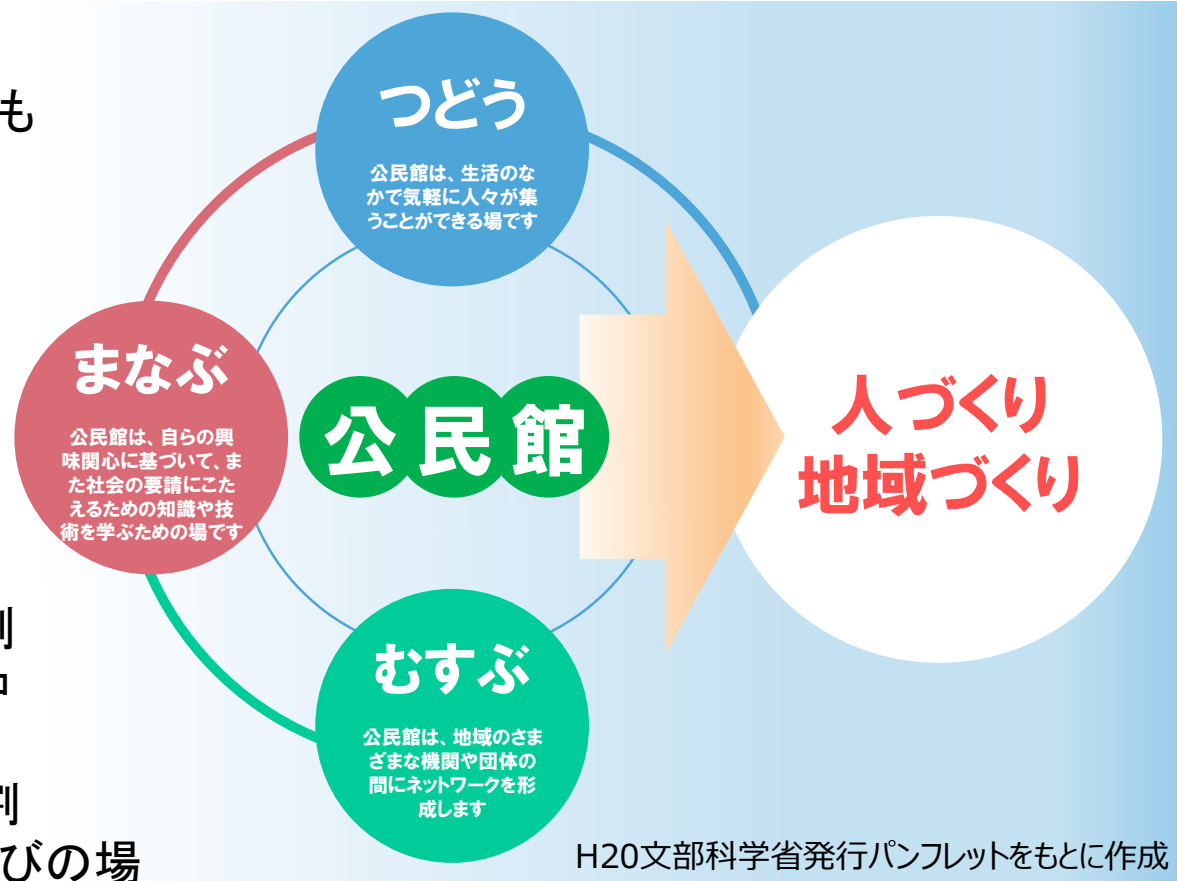 も
つどう
公民館は、生活のな
かで気軽に人々が集
うことができる場です
まなぶ
公民館は、自らの興
味関心に基づいて、ま
た社会の要請にこた
えるための知識や技
術を学ぶための場です
公民館
人づくり
地域づくり
むすぶ
公民館は、地域のさま
ざまな機関や団体の
間にネットワークを形
成します
びの場
H20文部科学省発行パンフレットをもとに作成